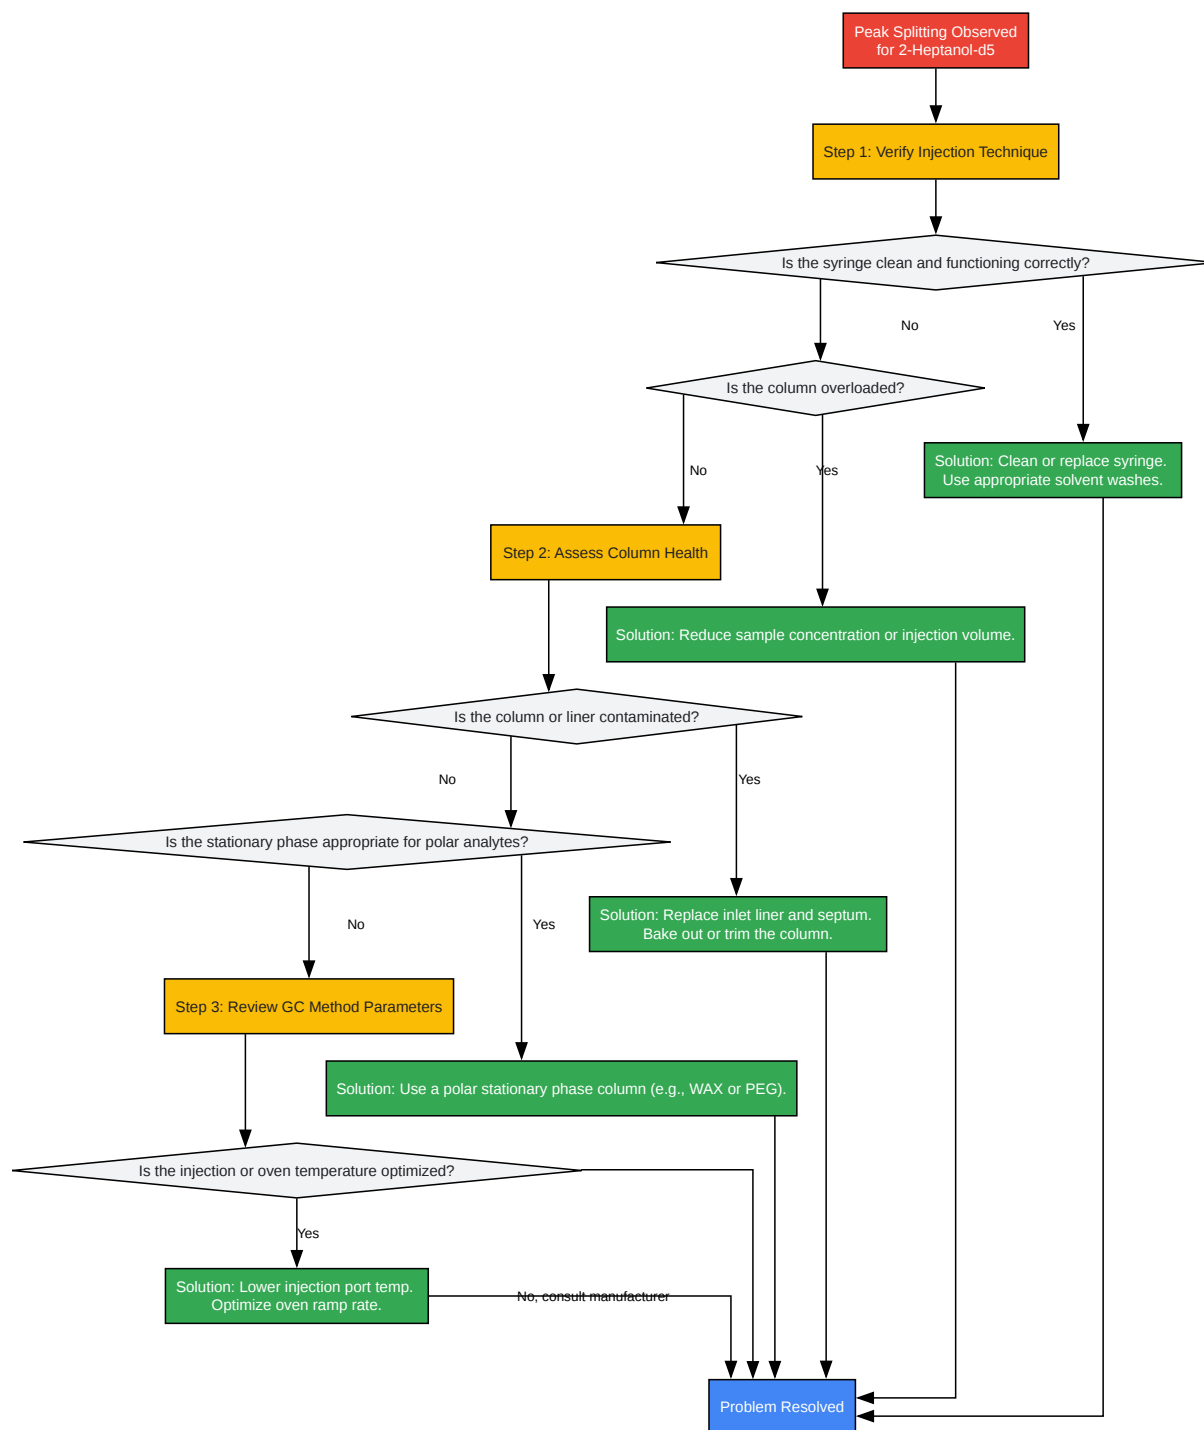 Peak Splitting Observed
for 2-Heptanol-d5
Step 1: Verify Injection Technique
Is the syringe clean and functioning correctly?
No
Yes
Is the column overloaded?
Solution: Clean or replace syringe.
Use appropriate solvent washes.
No
Yes
Step 2: Assess Column Health
Solution: Reduce sample concentration or injection volume.
Is the column or liner contaminated?
No
Yes
Is the stationary phase appropriate for polar analytes?
Solution: Replace inlet liner and septum.
Bake out or trim the column.
No
Yes
Step 3: Review GC Method Parameters
Solution: Use a polar stationary phase column (e.g., WAX or PEG).
Is the injection or oven temperature optimized?
Yes
Solution: Lower injection port temp.
Optimize oven ramp rate.
No, consult manufacturer
Problem Resolved